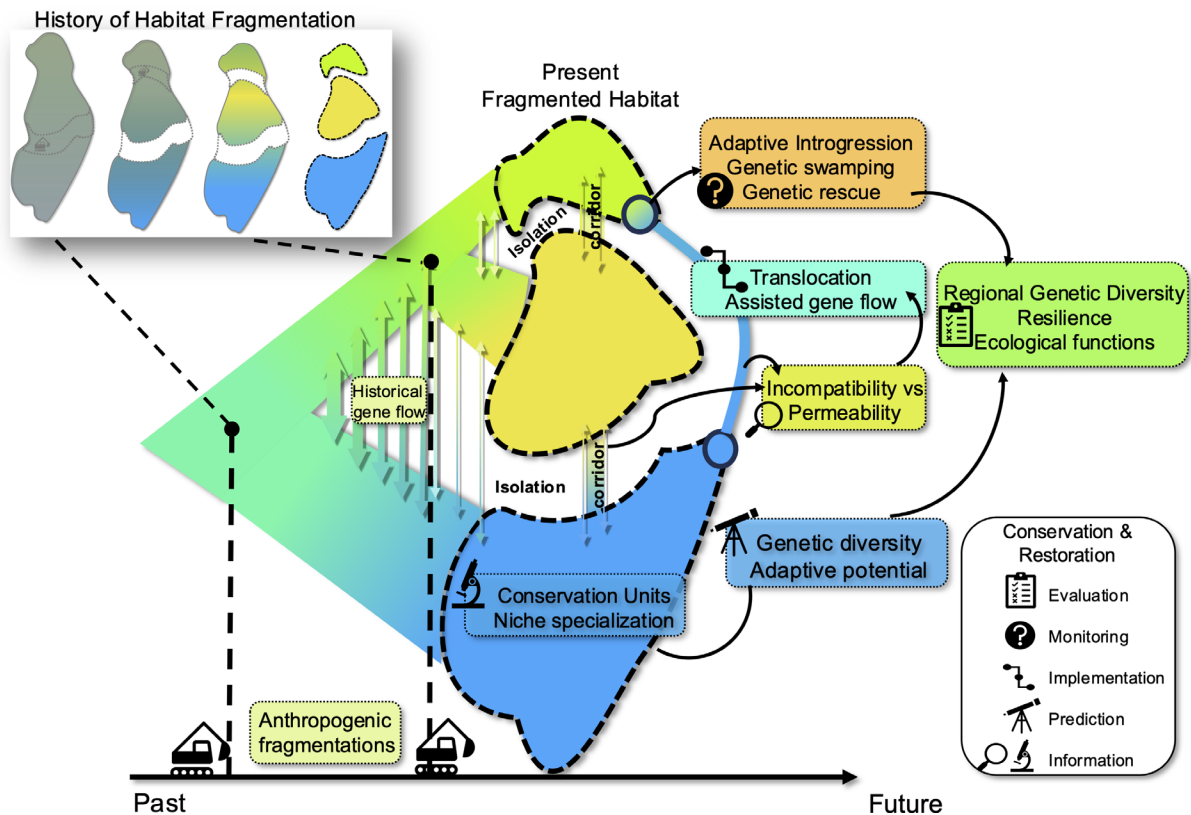 History of Habitat Fragmentation
Present
Fragmented Habitat
Adaptive Introgression
Genetic swamping
Genetic rescue
Isolation
corridor
Translocation
Assisted gene flow
Regional Genetic Diversity
Resilience
Ecological functions
Historical
gene flow
Incompatibility vs
Permeability
corridor
Isolation
Genetic diversity
Adaptive potential
Conservation Units
Niche specialization
Conservation &
Restoration
Evaluation
Monitoring
Implementation
Prediction
Information
Anthropogenic
fragmentations
Past
Future